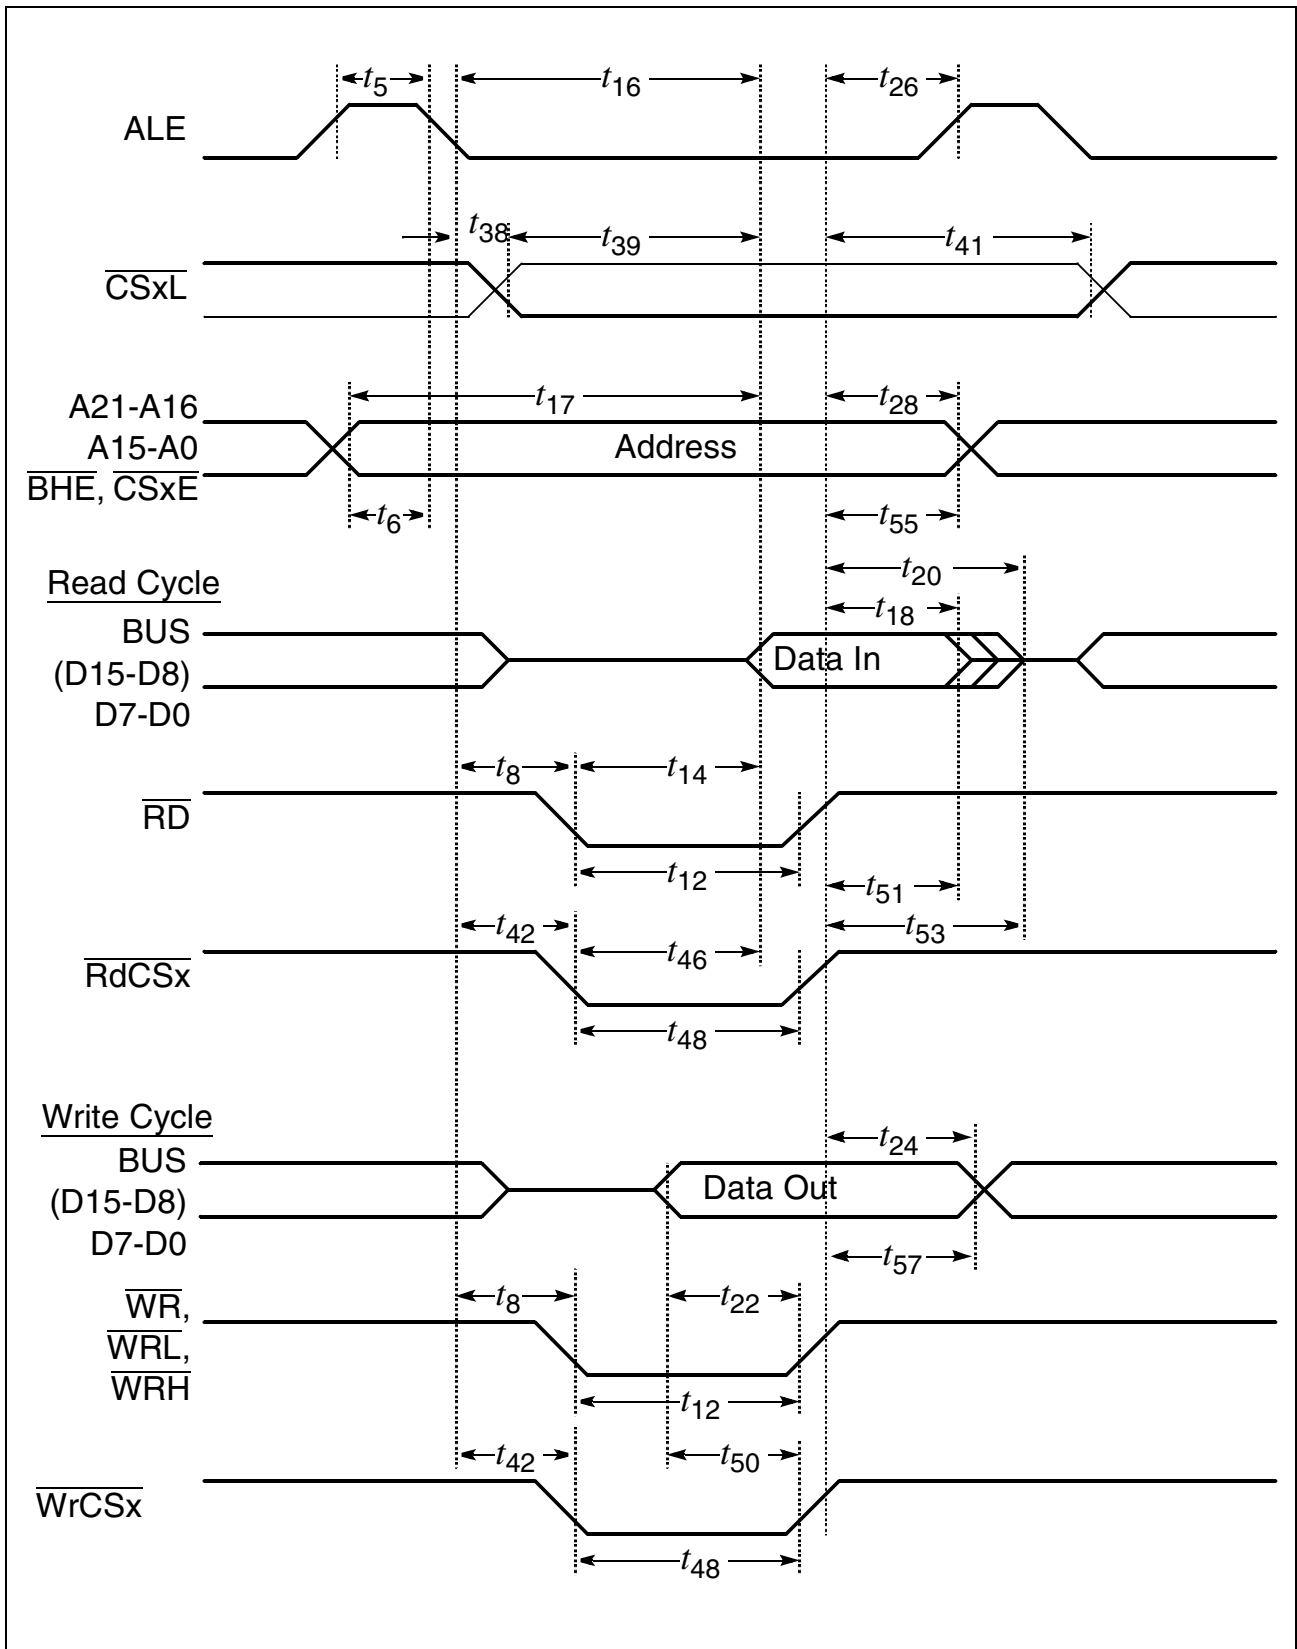 t5
t16
t26
ALE
t38
t39
t41
CSxL
t17
t28
A21-A16
A15-A0
Address
BHE, CSxE
t6
t55
t20
Read Cycle
t18
BUS
Data In
(D15-D8)
D7-D0
t8
t14
RD
t12
t51
t42
t53
t46
RdCSx
t48
Write Cycle
t24
BUS
Data Out
(D15-D8)
D7-D0
t57
t8
t22
WR,
WRL,
WRH
t12
t42
t50
WrCSx
t48